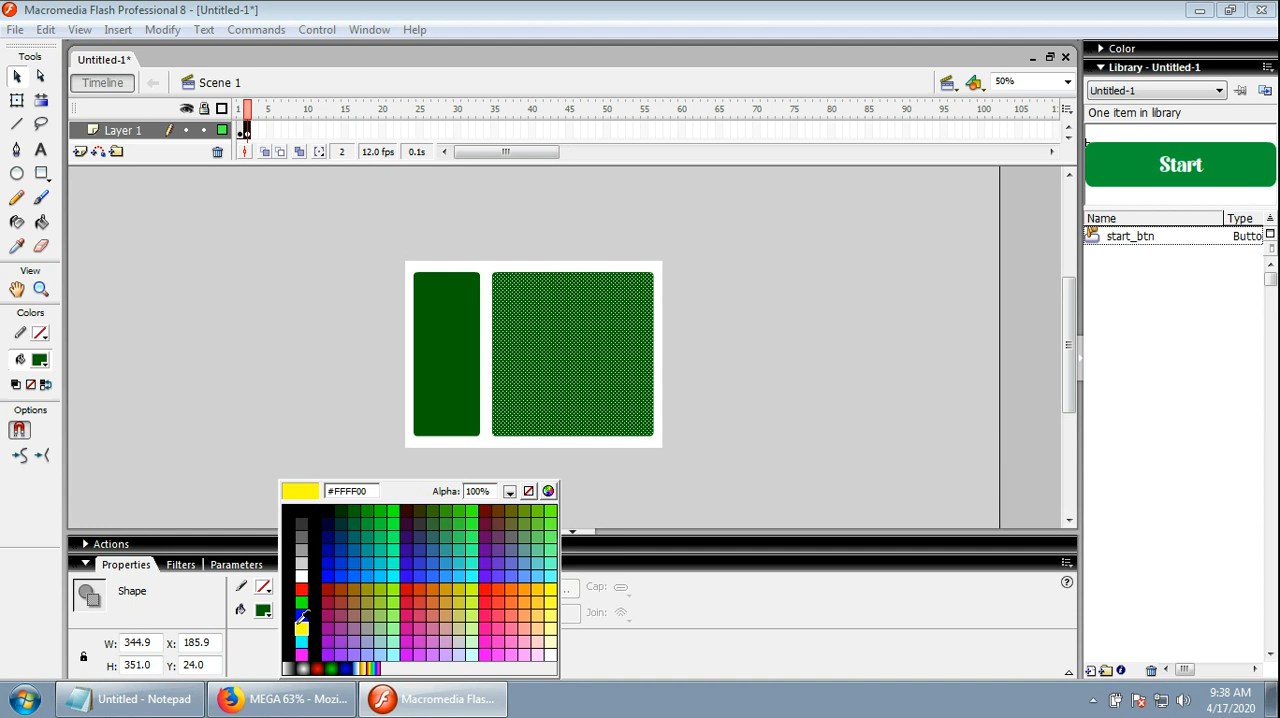 Macromedia Flash Professional 8 - [Untitled-1*]
File Edit View Insert Modify Text Commands Control Window Help
Tools
View
Colors
Options
Untitled-1*
Timeline
Scene 1
50%
1 5 10 15 20 25 30 35 40 45 50 55 60 65 70 75 80 85 90 95 100 105
Layer 1
2 12.0 fps 0.1s
Color
Library - Untitled-1
Untitled-1
One item in library
Start
Name Type
start_btn Butto
#FFFF00 Alpha: 100%
Actions
Properties Filters Parameters
Shape
Cap:
Join:
W: 344.9 X: 185.9
H: 351.0 Y: 24.0
Untitled - Notepad
MEGA 63% - Mozi...
Macromedia Flas...
9:38 AM
4/17/2020